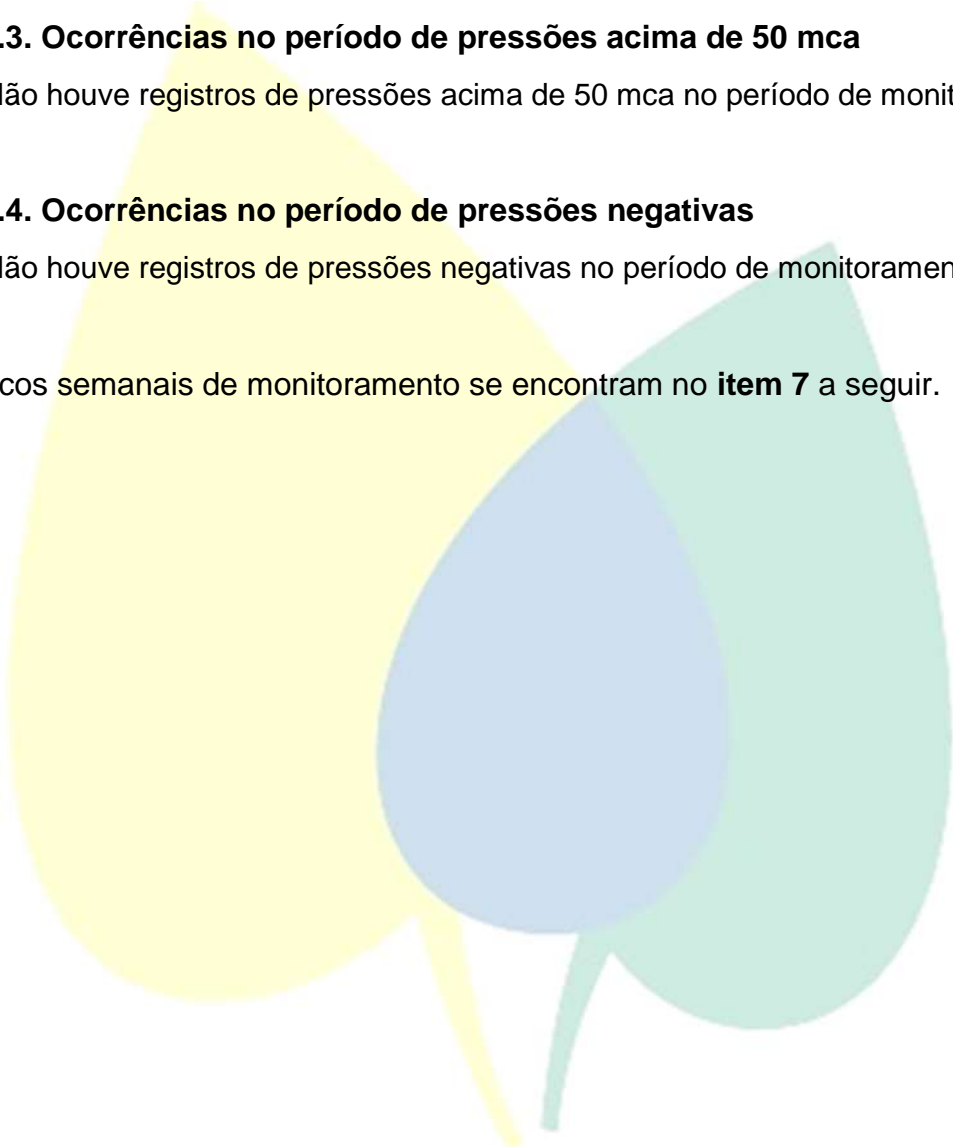 .3. Ocorrências no período de pressões acima de 50 mca
ão houve registros de pressões acima de 50 mca no período de monit
.4. Ocorrências no período de pressões negativas
ão houve registros de pressões negativas no período de monitoramen
cos semanais de monitoramento se encontram no item 7 a seguir.